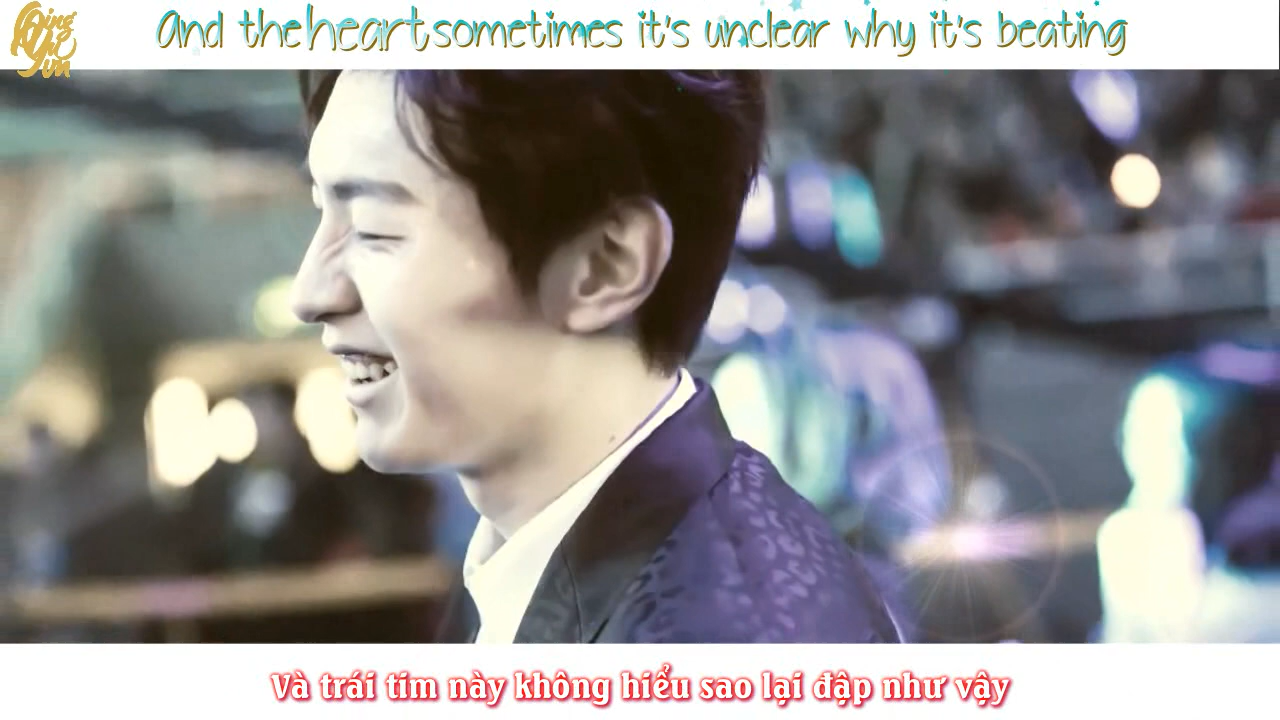 And the heart sometimes it's unclear why it's beating
Và trái tim này không hiểu sao lại đập như vậy